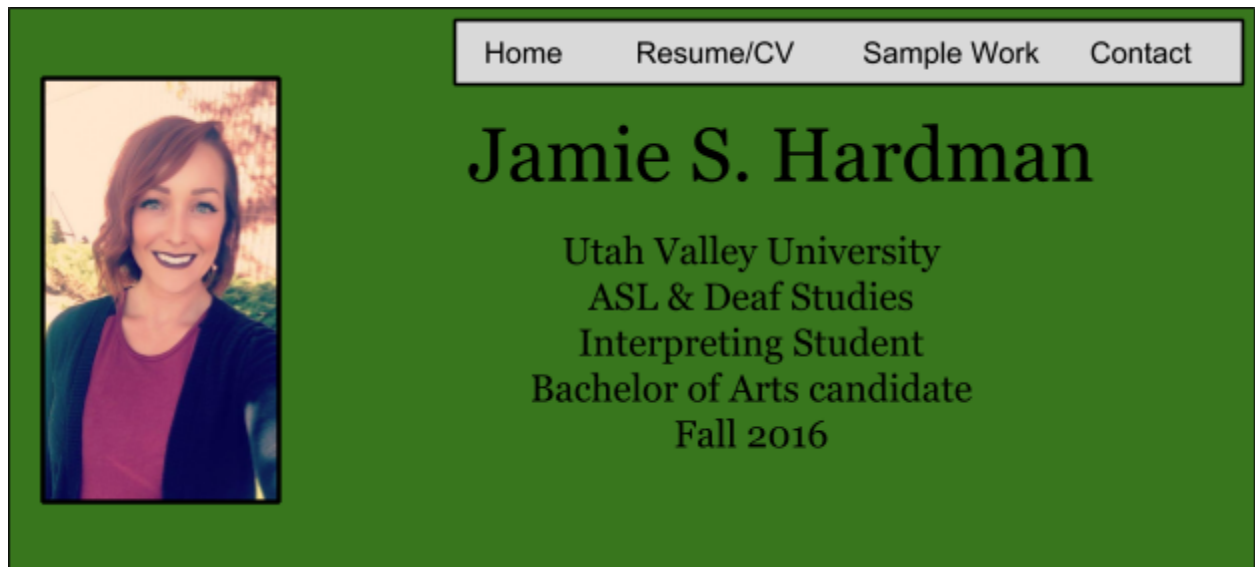 Home Resume/CV Sample Work Contact
Jamie S. Hardman
Utah Valley University
ASL & Deaf Studies
Interpreting Student
Bachelor of Arts candidate
Fall 2016